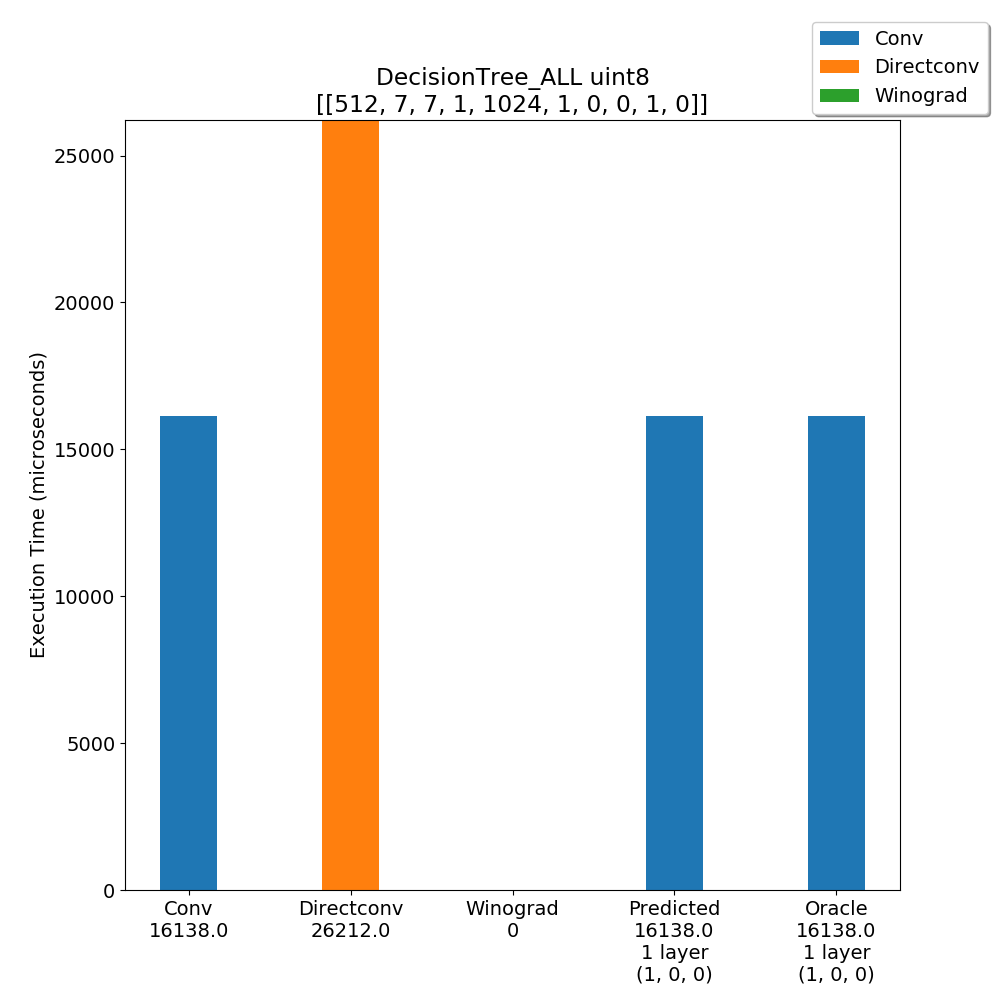 Conv
Directconv
Winograd
DecisionTree_ALL uint8
[[512, 7, 7, 1, 1024, 1, 0, 0, 1, 0]]
Execution Time (microseconds)
25000
20000
15000
10000
5000
0
Conv
16138.0
Directconv
26212.0
Winograd
0
Predicted
16138.0
1 layer
(1, 0, 0)
Oracle
16138.0
1 layer
(1, 0, 0)